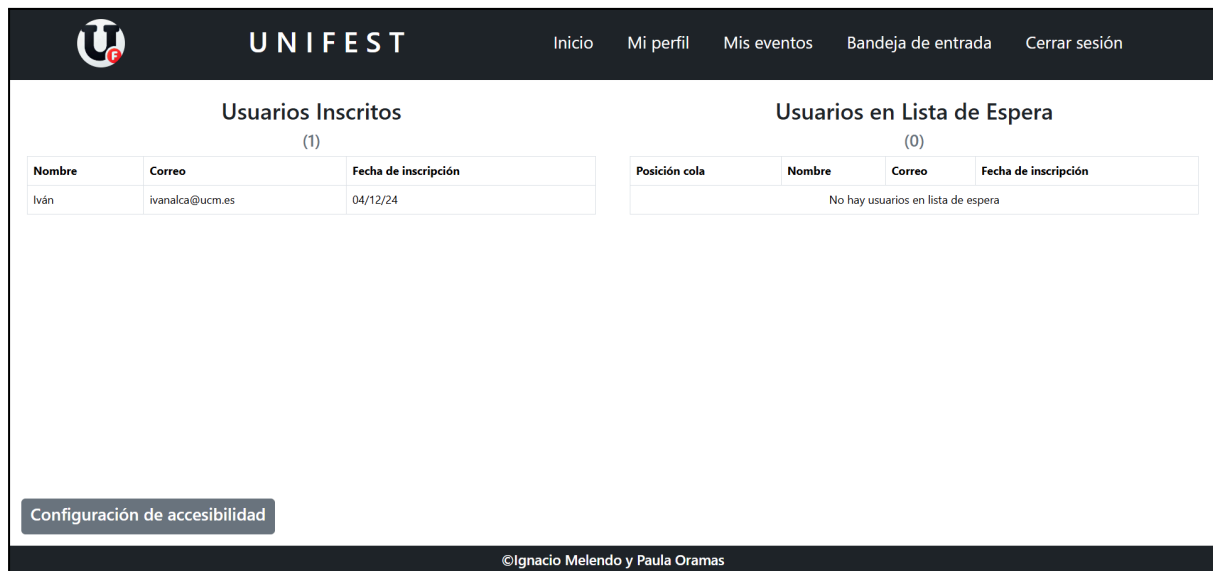 U F
UNIFEST
Inicio Mi perfil Mis eventos Bandeja de entrada Cerrar sesión
Usuarios Inscritos
(1)
Nombre Correo Fecha de inscripción
Iván ivanalca@ucm.es 04/12/24
Usuarios en Lista de Espera
(0)
Posición cola Nombre Correo Fecha de inscripción
No hay usuarios en lista de espera
Configuración de accesibilidad
©Ignacio Melendo y Paula Oramas